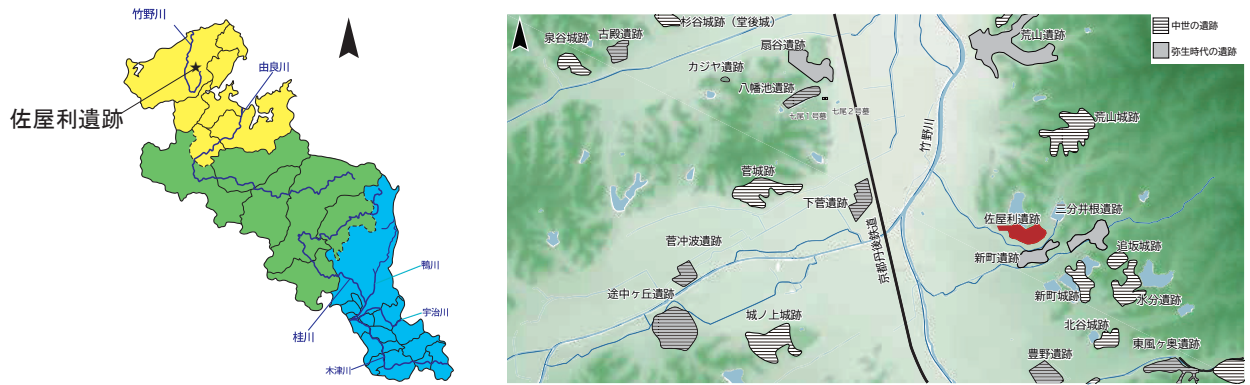 竹野川
由良川
佐屋利遺跡
鴨川
宇治川
桂川
木津川
杉谷城跡（堂後城）
泉谷城跡
古殿遺跡
扇谷遺跡
荒山遺跡
中世の遺跡
弥生時代の遺跡
カジヤ遺跡
八幡池遺跡
七尾1号墓
七尾2号墓
竹野川
荒山城跡
菅城跡
下菅遺跡
佐屋利遺跡
三分井根遺跡
菅冲波遺跡
京都丹後鉄道
新町遺跡
追坂城跡
途中ヶ丘遺跡
新町城跡
水分遺跡
城ノ上城跡
北谷城跡
豊野遺跡
東風ヶ奥遺跡